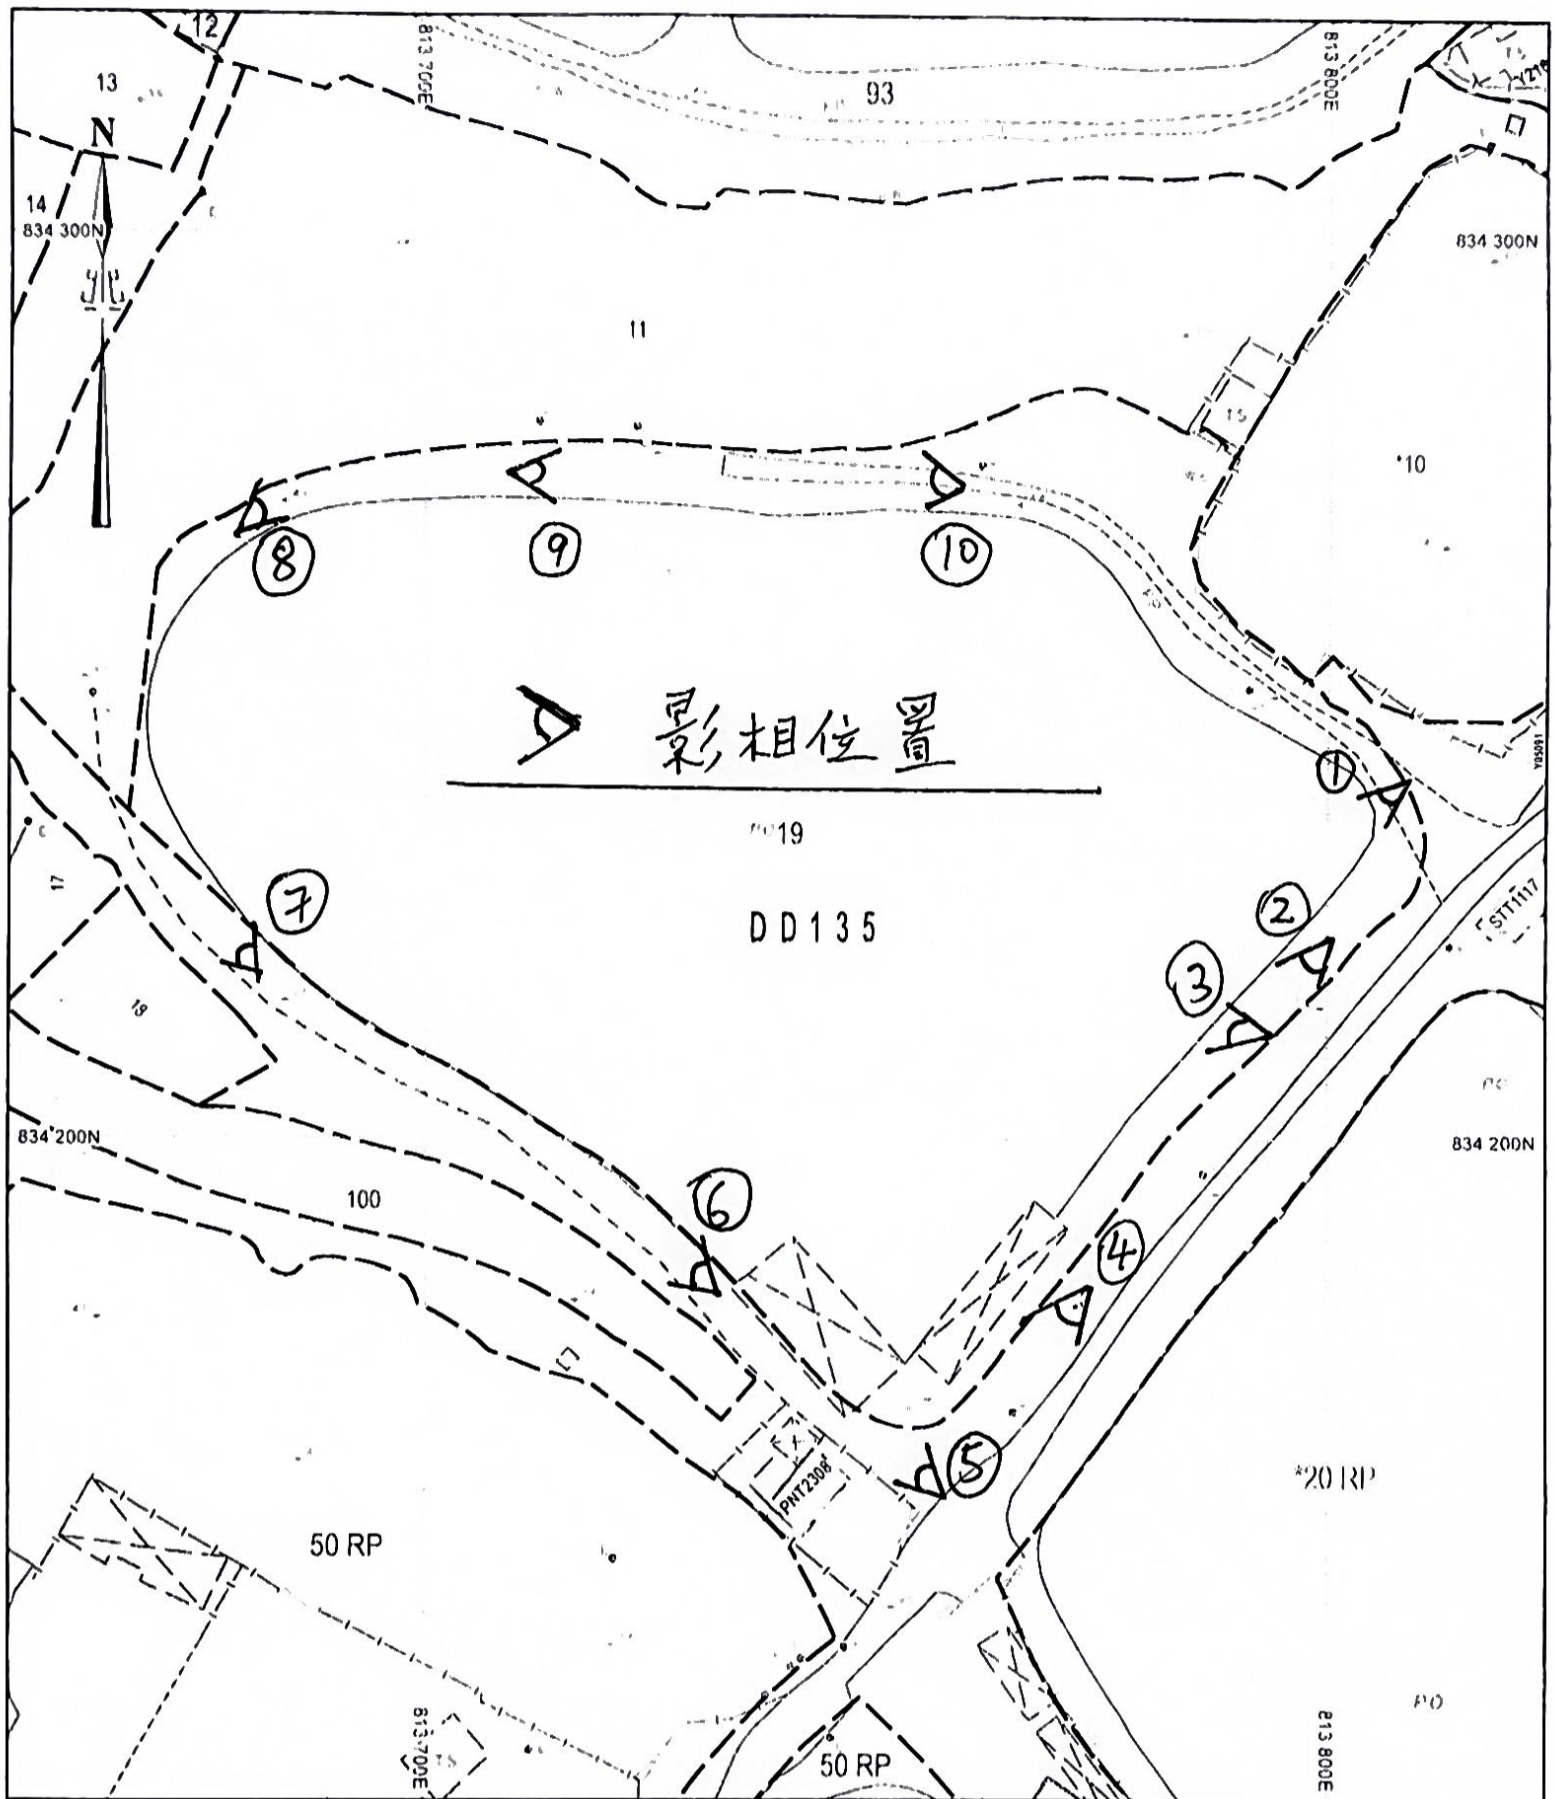 12
813 700E
93
813 800E
13
N
14
834 300N
834 300N
北
11
T.S
*10
⑧
⑨
⑩
影相位置
①
19
17
⑦
DD135
②
STT1117
③
18
834 200N
834 200N
100
⑥
④
⑤
PNT2308
*20 RP
50 RP
813 700E
813 800E
50 RP